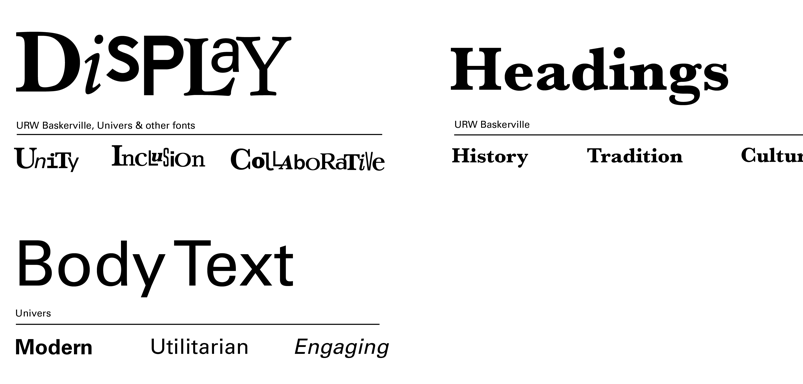 DiSPLaY
URW Baskerville, Univers & other fonts
UniTy IncLuSiOn CoLLAboRaTiVe
Headings
URW Baskerville
History Tradition Cultur
Body Text
Univers
Modern Utilitarian Engaging